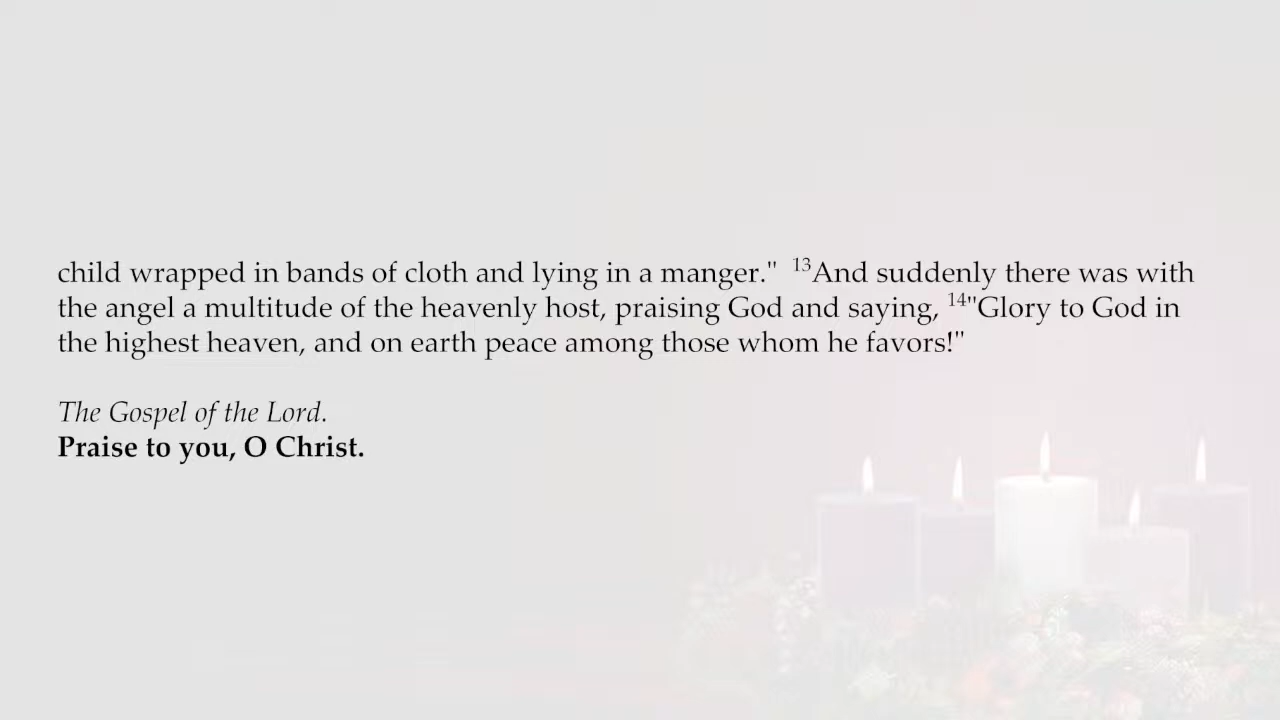 child wrapped in bands of cloth and lying in a manger."  ¹³And suddenly there was with
the angel a multitude of the heavenly host, praising God and saying, ¹⁴"Glory to God in
the highest heaven, and on earth peace among those whom he favors!"
The Gospel of the Lord.
Praise to you, O Christ.